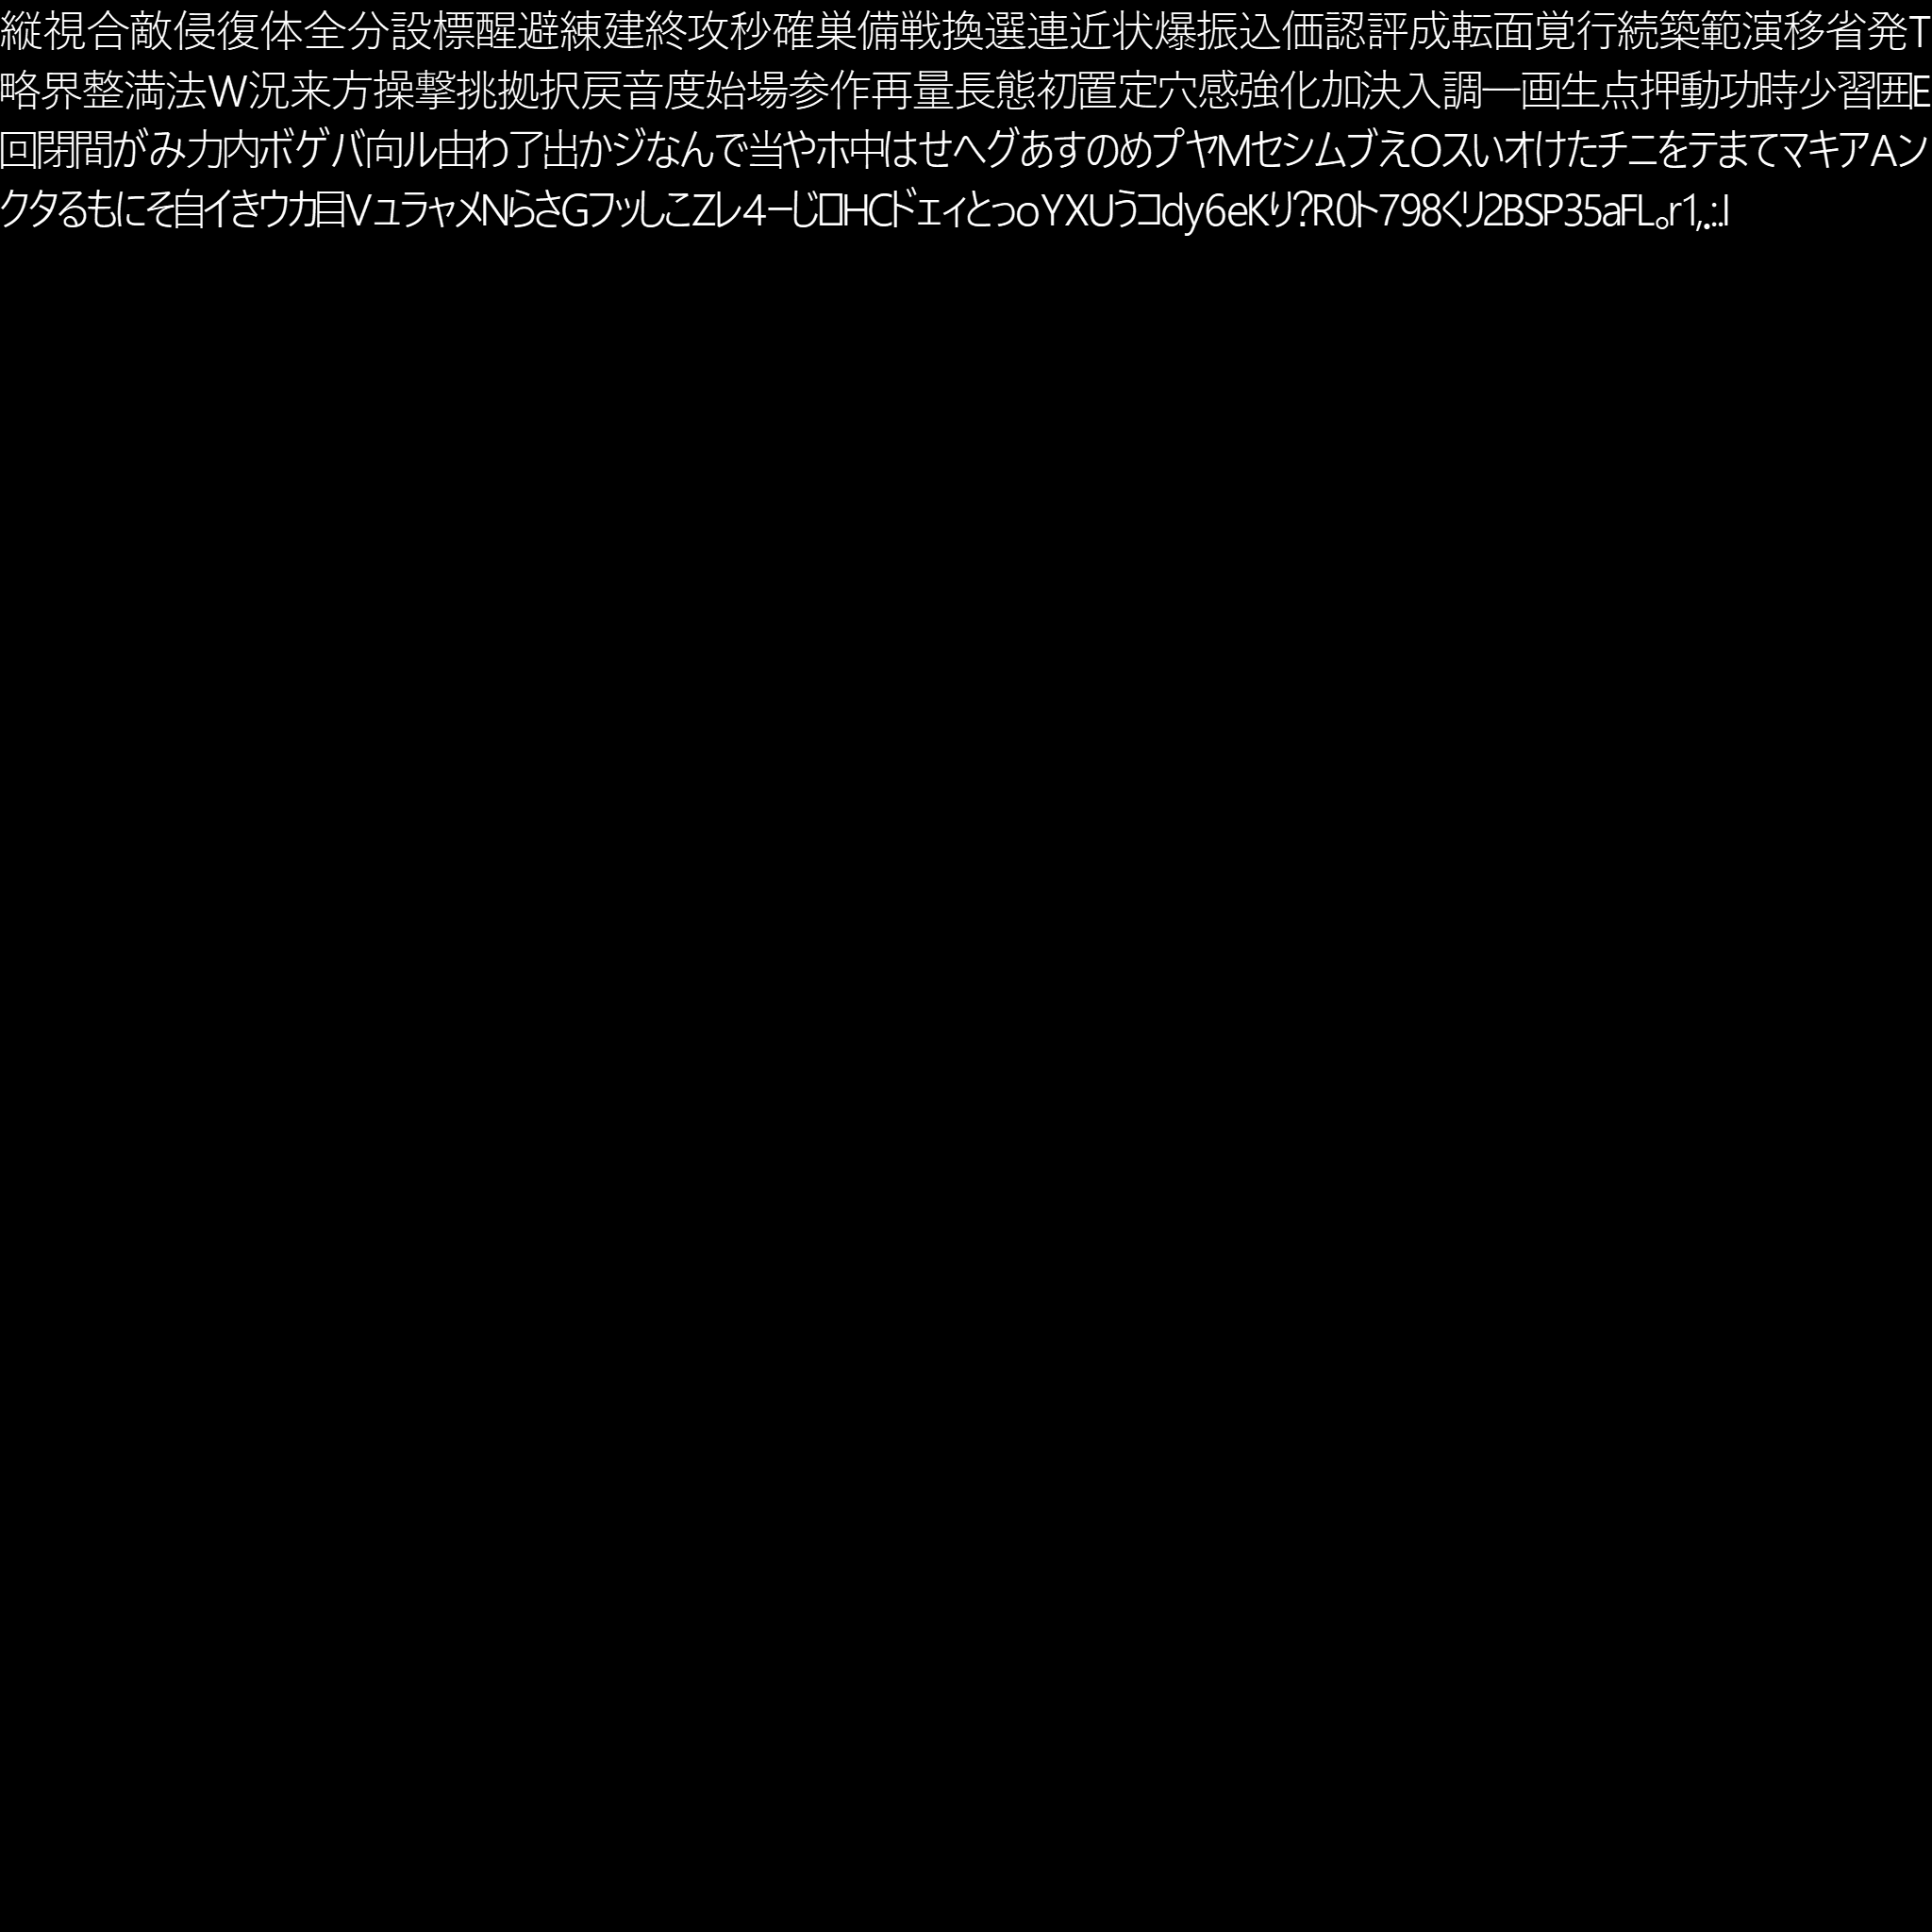 縦視合敵侵復体全分設標醒避練建終攻秒確巣備戦換選連近状爆振込価認評成転面覚行続築範演移省発T
略界整満法W況来方操撃挑拠択戻音度始場参作再量長態初置定穴感強化加決入調一画生点押動功時少習囲E
回閉間がみ力内ボゲバ向ル由わ了出かジなんで当やホ中はせへグあすのめプヤMセシムブえOスいオけたチニをテまてマキアAン
クタるもにそ自イきウカ目VュラャメNらさGフッしこZレ4ーじロHCドエィとっoYXUうコdy6eKり?R0ト798くリ2BSP35aFL。r1,.:l